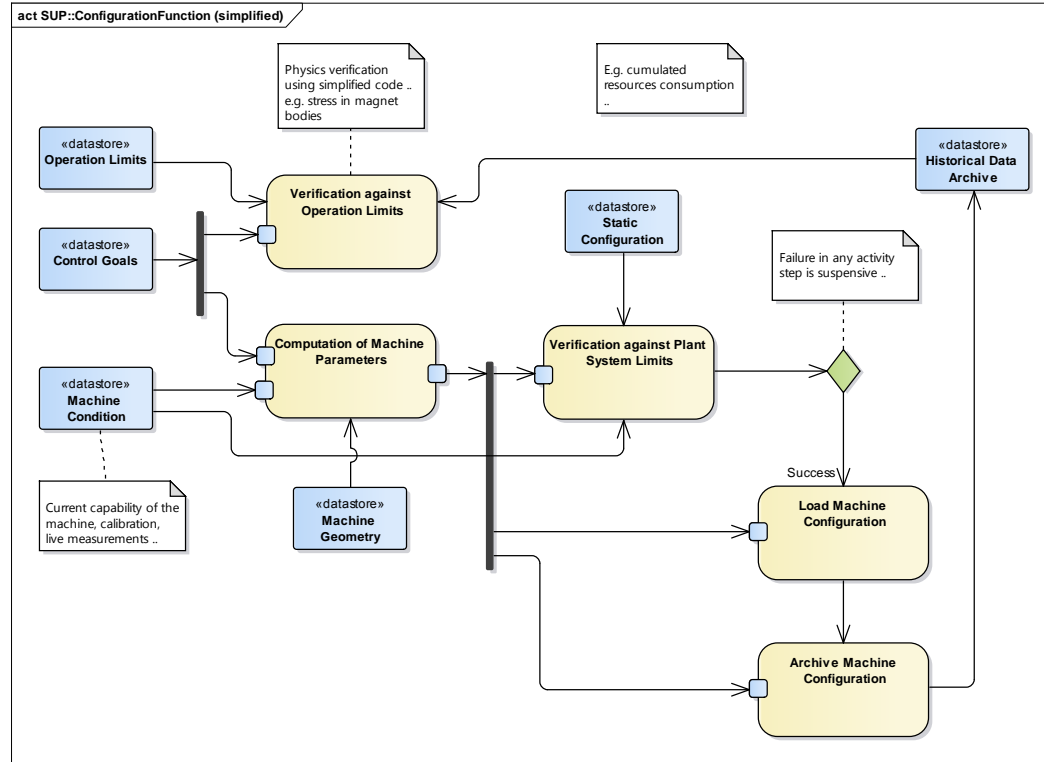 act SUP::ConfigurationFunction (simplified)
Physics verification
using simplified code ..
e.g. stress in magnet
bodies
E.g. cumulated
resources consumption
..
«datastore»
Operation Limits
«datastore»
Historical Data
Archive
Verification against
Operation Limits
«datastore»
Static
Configuration
«datastore»
Control Goals
Failure in any activity
step is suspensive ..
Computation of Machine
Parameters
Verification against Plant
System Limits
«datastore»
Machine
Condition
Success
Current capability of the
machine, calibration,
live measurements ..
«datastore»
Machine
Geometry
Load Machine
Configuration
Archive Machine
Configuration